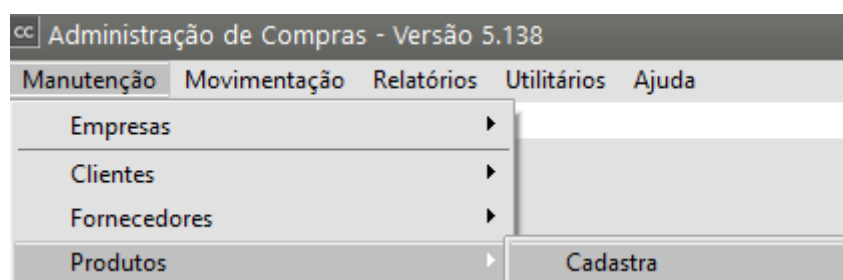 cc Administração de Compras - Versão 5.138
Manutenção Movimentação Relatórios Utilitários Ajuda
Empresas
Clientes
Fornecedores
Produtos Cadastra